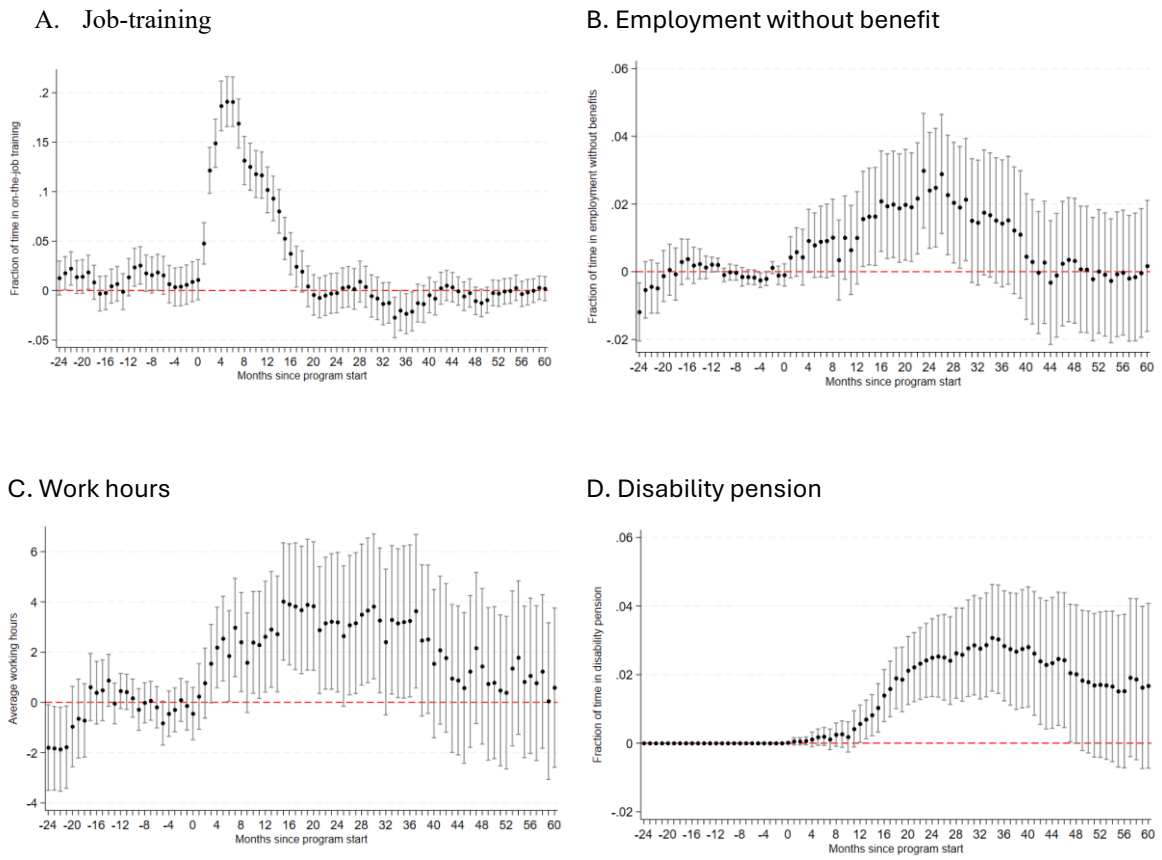 A. Job-training
B. Employment without benefit
Fraction of time in on-the-job training
.2
.15
.1
.05
0
-.05
-24 -20 -16 -12 -8 -4 0 4 8 12 16 20 24 28 32 36 40 44 48 52 56 60
Months since program start
Fraction of time in employment without benefits
.06
.04
.02
0
-.02
-24 -20 -16 -12 -8 -4 0 4 8 12 16 20 24 28 32 36 40 44 48 52 56 60
Months since program start
C. Work hours
D. Disability pension
Average working hours
6
4
2
0
-2
-4
-24 -20 -16 -12 -8 -4 0 4 8 12 16 20 24 28 32 36 40 44 48 52 56 60
Months since program start
Fraction of time in disability pension
.06
.04
.02
0
-.02
-24 -20 -16 -12 -8 -4 0 4 8 12 16 20 24 28 32 36 40 44 48 52 56 60
Months since program start